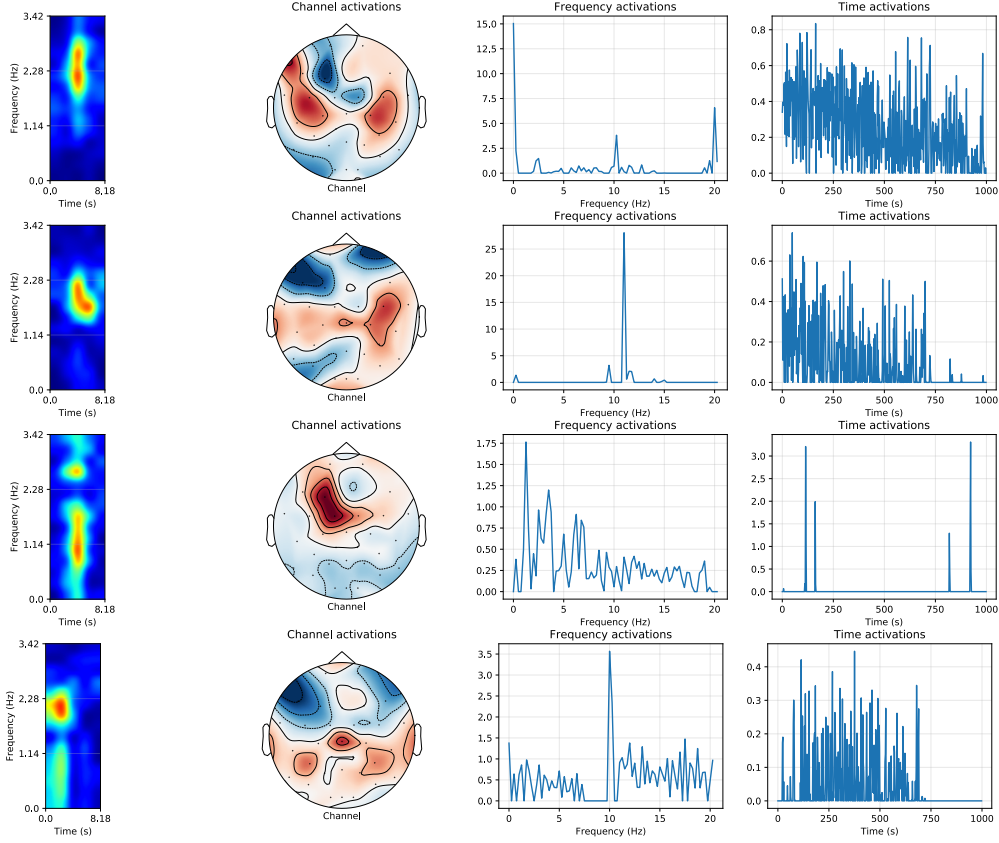 Channel activations Frequency activations Time activations
3.42
2.28
1.14
0.0
Frequency (Hz)
0.0 8.18
Time (s)
Channel
15.0
12.5
10.0
7.5
5.0
2.5
0.0
0 5 10 15 20
Frequency (Hz)
0.8
0.6
0.4
0.2
0.0
0 250 500 750 1000
Time (s)
Channel activations Frequency activations Time activations
3.42
2.28
1.14
0.0
Frequency (Hz)
0.0 8.18
Time (s)
Channel
25
20
15
10
5
0
0 5 10 15 20
Frequency (Hz)
0.6
0.4
0.2
0.0
0 250 500 750 1000
Time (s)
Channel activations Frequency activations Time activations
3.42
2.28
1.14
0.0
Frequency (Hz)
0.0 8.18
Time (s)
Channel
1.75
1.50
1.25
1.00
0.75
0.50
0.25
0.00
0 5 10 15 20
Frequency (Hz)
3.0
2.5
2.0
1.5
1.0
0.5
0.0
0 250 500 750 1000
Time (s)
Channel activations Frequency activations Time activations
3.42
2.28
1.14
0.0
Frequency (Hz)
0.0 8.18
Time (s)
Channel
3.5
3.0
2.5
2.0
1.5
1.0
0.5
0.0
0 5 10 15 20
Frequency (Hz)
0.4
0.3
0.2
0.1
0.0
0 250 500 750 1000
Time (s)